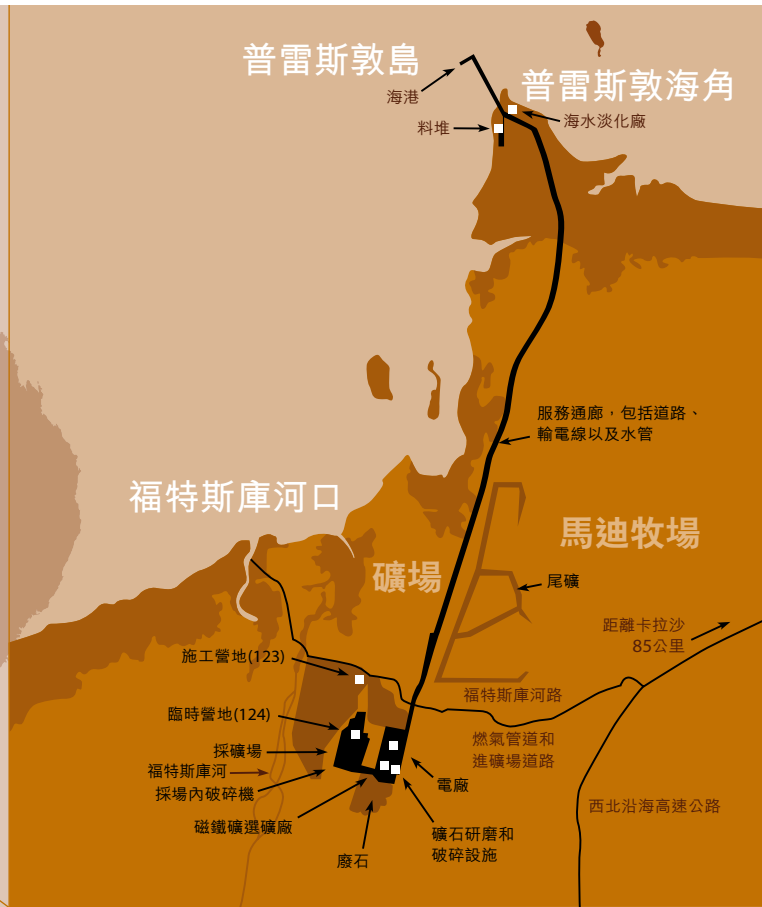 普雷斯敦島
普雷斯敦海角
海港
料堆
海水淡化廠
服務通廊，包括道路、
輸電線以及水管
福特斯庫河口
馬迪牧場
礦場
尾礦
距離卡拉沙
85公里
施工營地(123)
福特斯庫河路
臨時營地(124)
燃氣管道和
進礦場道路
採礦場
福特斯庫河
電廠
採場內破碎機
西北沿海高速公路
磁鐵礦選礦廠
礦石研磨和
破碎設施
廢石